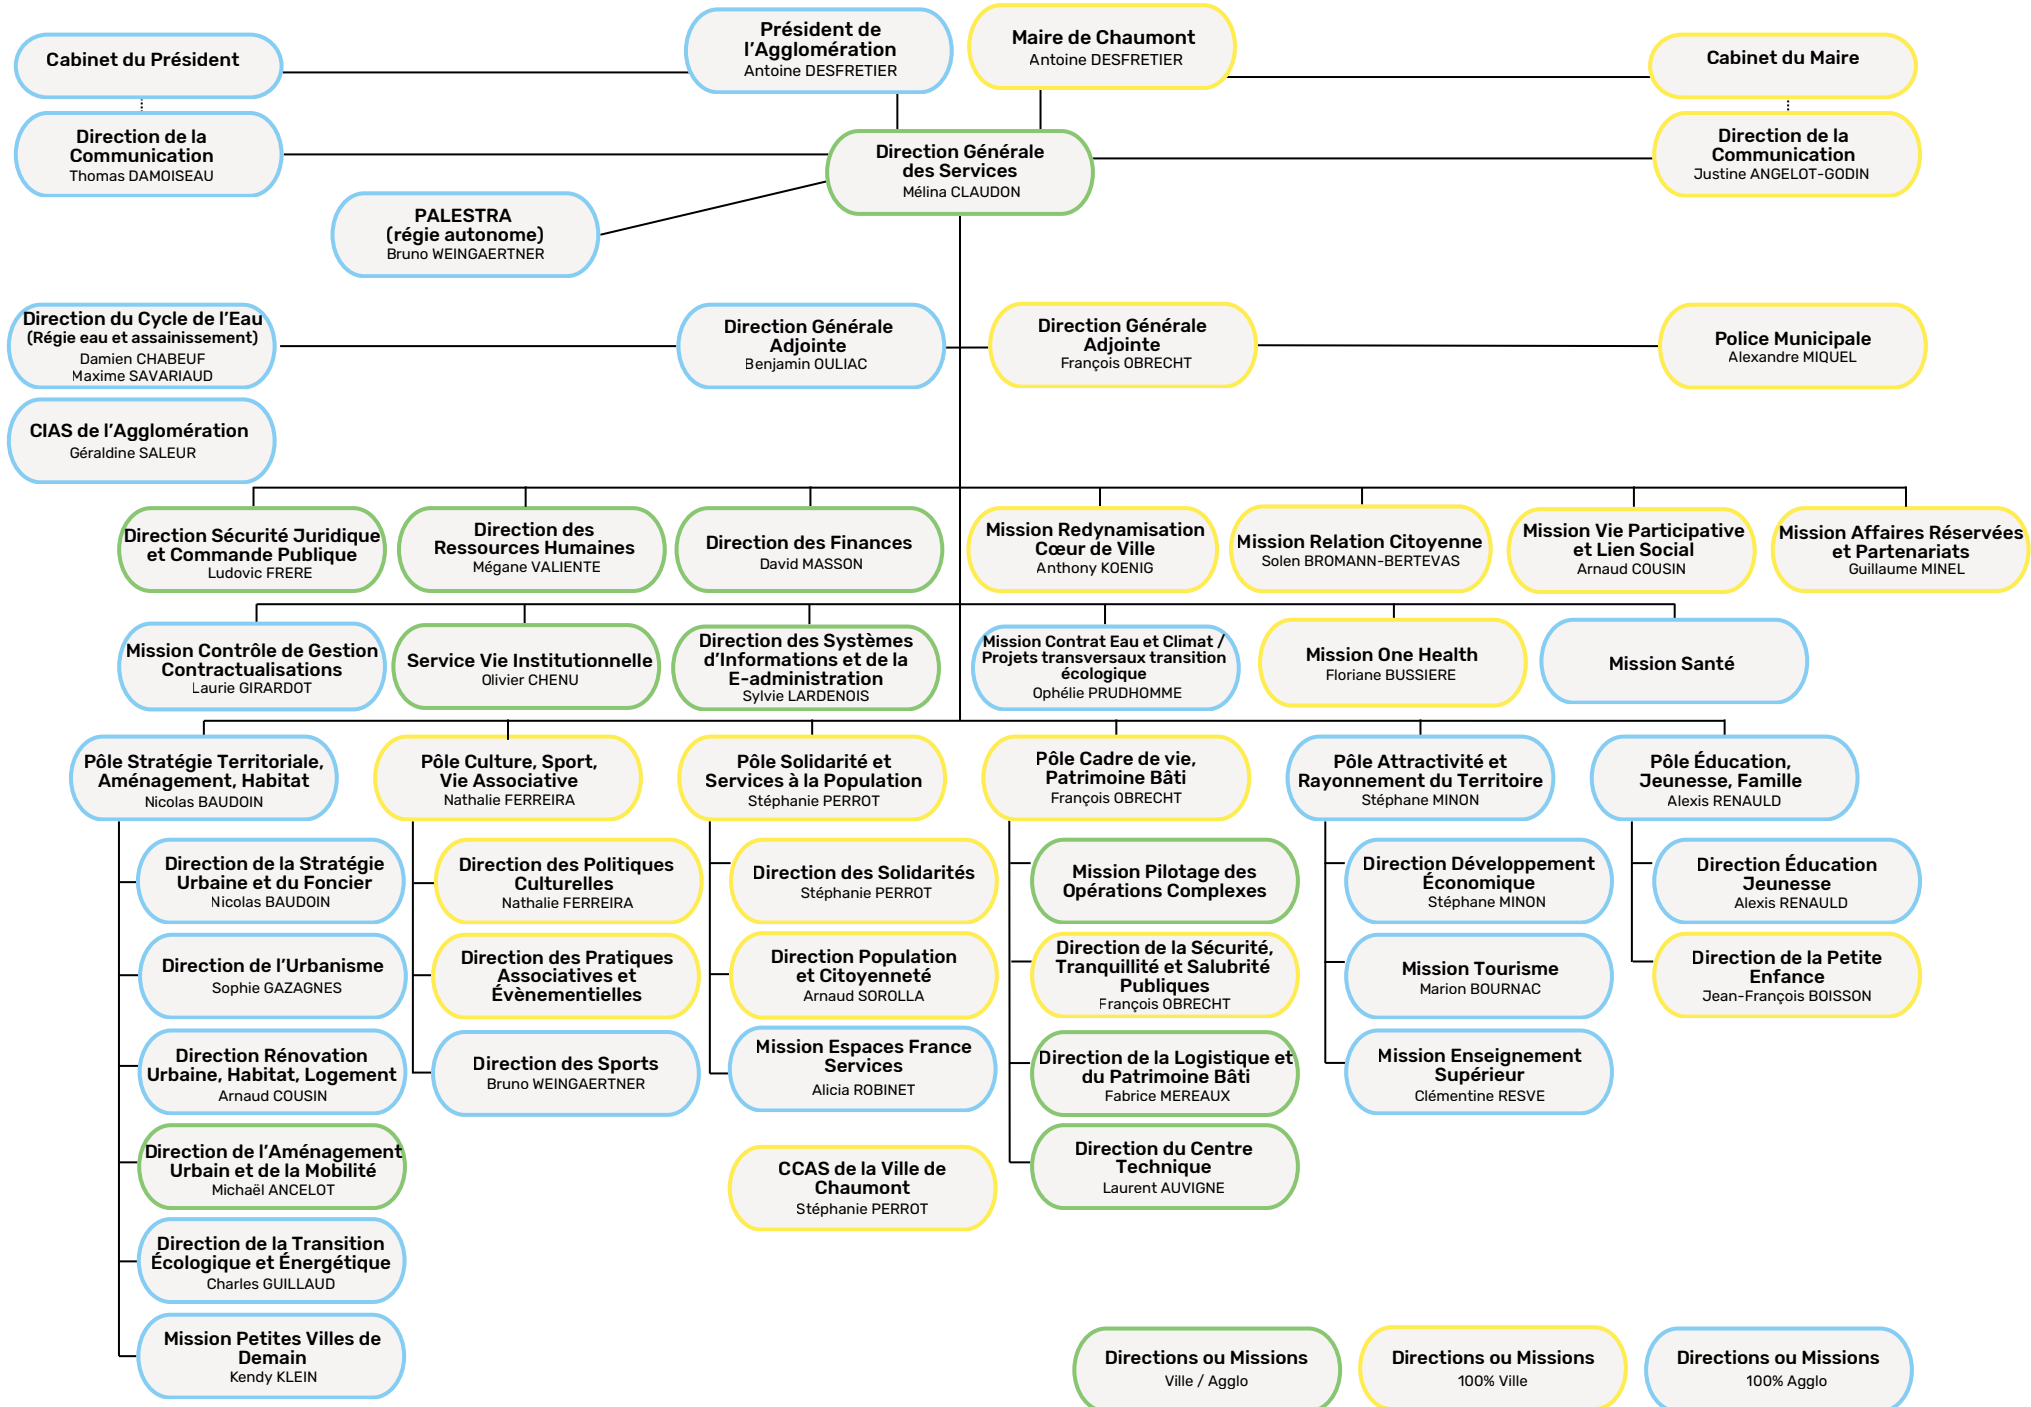 Président de
l'Agglomération
Antoine DESFRETIER
Maire de Chaumont
Antoine DESFRETIER
Cabinet du Président
Cabinet du Maire
Direction de la
Communication
Thomas DAMOISEAU
Direction Générale
des Services
Mélina CLAUDON
Direction de la
Communication
Justine ANGELOT-GODIN
PALESTRA
(régie autonome)
Bruno WEINGAERTNER
Direction du Cycle de l'Eau
(Régie eau et assainissement)
Damien CHABEUF
Maxime SAVARIAUD
Direction Générale
Adjointe
Benjamin OULIAC
Direction Générale
Adjointe
François OBRECHT
Police Municipale
Alexandre MIQUEL
CIAS de l'Agglomération
Géraldine SALEUR
Direction Sécurité Juridique
et Commande Publique
Ludovic FRERE
Direction des
Ressources Humaines
Mégane VALIENTE
Direction des Finances
David MASSON
Mission Redynamisation
Cœur de Ville
Anthony KOENIG
Mission Relation Citoyenne
Solen BROMANN-BERTEVAS
Mission Vie Participative
et Lien Social
Arnaud COUSIN
Mission Affaires Réservées
et Partenariats
Guillaume MINEL
Mission Contrôle de Gestion
Contractualisations
Laurie GIRARDOT
Service Vie Institutionnelle
Olivier CHENU
Direction des Systèmes
d'Informations et de la
E-administration
Sylvie LARDENOIS
Mission Contrat Eau et Climat /
Projets transversaux transition
écologique
Ophélie PRUDHOMME
Mission One Health
Floriane BUSSIERE
Mission Santé
Pôle Stratégie Territoriale,
Aménagement, Habitat
Nicolas BAUDOIN
Pôle Culture, Sport,
Vie Associative
Nathalie FERREIRA
Pôle Solidarité et
Services à la Population
Stéphanie PERROT
Pôle Cadre de vie,
Patrimoine Bâti
François OBRECHT
Pôle Attractivité et
Rayonnement du Territoire
Stéphane MINON
Pôle Éducation,
Jeunesse, Famille
Alexis RENAULD
Direction de la Stratégie
Urbaine et du Foncier
Nicolas BAUDOIN
Direction de l'Urbanisme
Sophie GAZAGNES
Direction Rénovation
Urbaine, Habitat, Logement
Arnaud COUSIN
Direction de l'Aménagement
Urbain et de la Mobilité
Michaël ANCELOT
Direction de la Transition
Écologique et Énergétique
Charles GUILLAUD
Mission Petites Villes de
Demain
Kendy KLEIN
Direction des Politiques
Culturelles
Nathalie FERREIRA
Direction des Pratiques
Associatives et
Évènementielles
Direction des Sports
Bruno WEINGAERTNER
Direction des Solidarités
Stéphanie PERROT
Direction Population
et Citoyenneté
Arnaud SOROLLA
Mission Espaces France
Services
Alicia ROBINET
CCAS de la Ville de
Chaumont
Stéphanie PERROT
Mission Pilotage des
Opérations Complexes
Direction de la Sécurité,
Tranquillité et Salubrité
Publiques
François OBRECHT
Direction de la Logistique et
du Patrimoine Bâti
Fabrice MEREAUX
Direction du Centre
Technique
Laurent AUVIGNE
Direction Développement
Économique
Stéphane MINON
Mission Tourisme
Marion BOURNAC
Mission Enseignement
Supérieur
Clémentine RESVE
Direction Éducation
Jeunesse
Alexis RENAULD
Direction de la Petite
Enfance
Jean-François BOISSON
Directions ou Missions
Ville / Agglo
Directions ou Missions
100% Ville
Directions ou Missions
100% Agglo